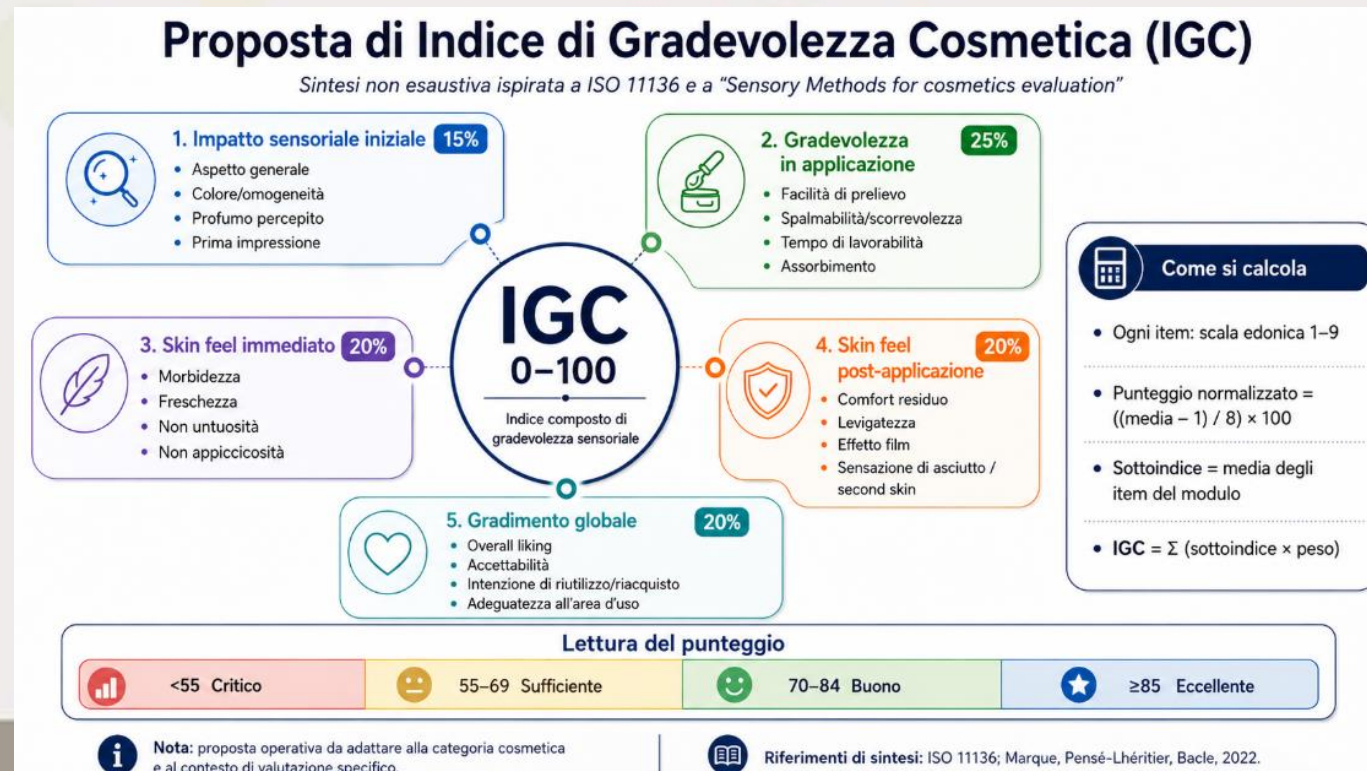 Proposta di Indice di Gradevolezza Cosmetica (IGC)
Sintesi non esaustiva ispirata a ISO 11136 e a “Sensory Methods for cosmetics evaluation”
1. Impatto sensoriale iniziale 15%
• Aspetto generale
• Colore/omogeneità
• Profumo percepito
• Prima impressione
2. Gradevolezza
in applicazione
25%
• Facilità di prelievo
• Spalmabilità/scorrevolezza
• Tempo di lavorabilità
• Assorbimento
3. Skin feel immediato 20%
• Morbidezza
• Freschezza
• Non untuosità
• Non appiccicosità
IGC
0–100
Indice composto di
gradevolezza sensoriale
4. Skin feel
post-applicazione
20%
• Comfort residuo
• Levigatezza
• Effetto film
• Sensazione di asciutto /
second skin
5. Gradimento globale 20%
• Overall liking
• Accettabilità
• Intenzione di riutilizzo/riacquisto
• Adeguatezza all’area d’uso
Come si calcola
• Ogni item: scala edonica 1–9
• Punteggio normalizzato =
((media – 1) / 8) × 100
• Sottoindice = media degli
item del modulo
• IGC = Σ (sottoindice × peso)
Lettura del punteggio
<55 Critico
55–69 Sufficiente
70–84 Buono
≥85 Eccellente
Nota: proposta operativa da adattare alla categoria cosmetica
e al contesto di valutazione specifico.
Riferimenti di sintesi: ISO 11136; Marque, Pensé-Lhéritier, Bacle, 2022.